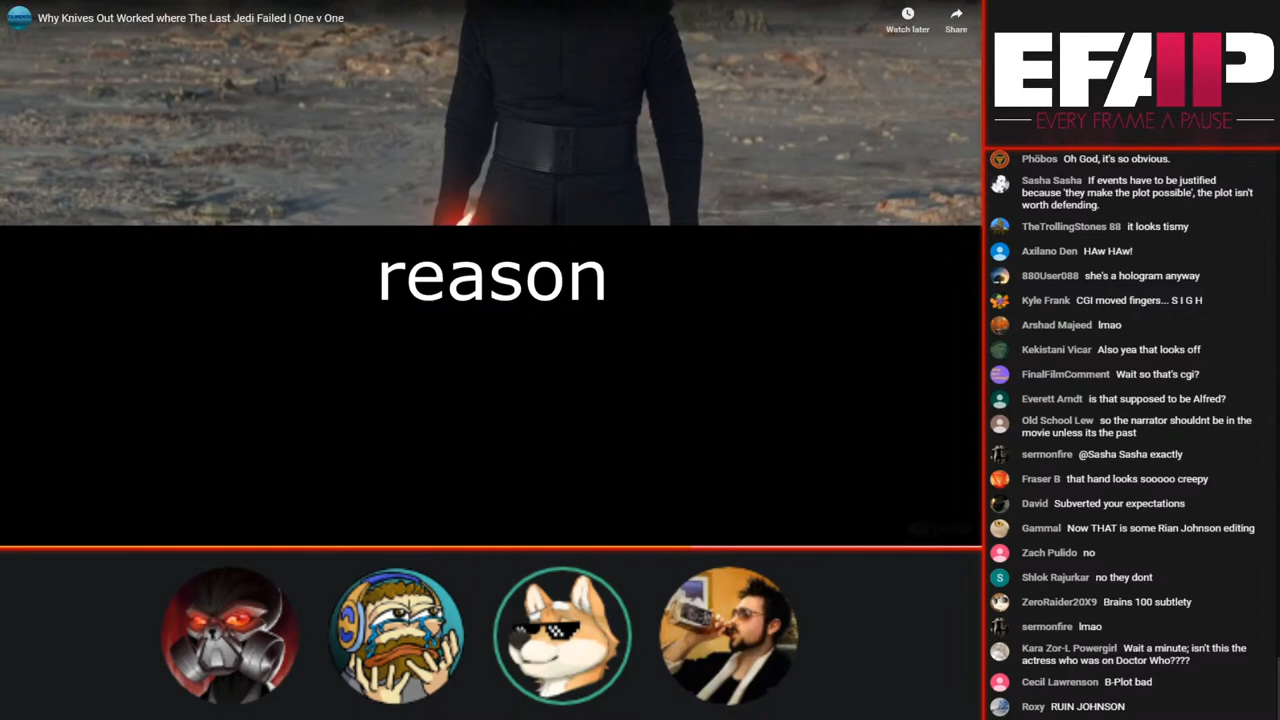 Why Knives Out Worked where The Last Jedi Failed | One v One
Watch later
Share
reason
EFAP
EVERY FRAME A PAUSE
Phöbos Oh God, it's so obvious.
Sasha Sasha If events have to be justified
because 'they make the plot possible', the plot isn't
worth defending.
TheTrollingStones 88 it looks tismy
Axilano Den HAw HAw!
880User088 she's a hologram anyway
Kyle Frank CGI moved fingers... S I G H
Arshad Majeed lmao
Kekistani Vicar Also yea that looks off
FinalFilmComment Wait so that's cgi?
Everett Arndt is that supposed to be Alfred?
Old School Lew so the narrator shouldnt be in the
movie unless its the past
sermonfire @Sasha Sasha exactly
Fraser B that hand looks sooooo creepy
David Subverted your expectations
Gammal Now THAT is some Rian Johnson editing
Zach Pulido no
S
Shlok Rajurkar no they dont
ZeroRaider20X9 Brains 100 subtlety
sermonfire lmao
Kara Zor-L Powergirl Wait a minute; isn't this the
actress who was on Doctor Who????
Cecil Lawrenson B-Plot bad
Roxy RUIN JOHNSON